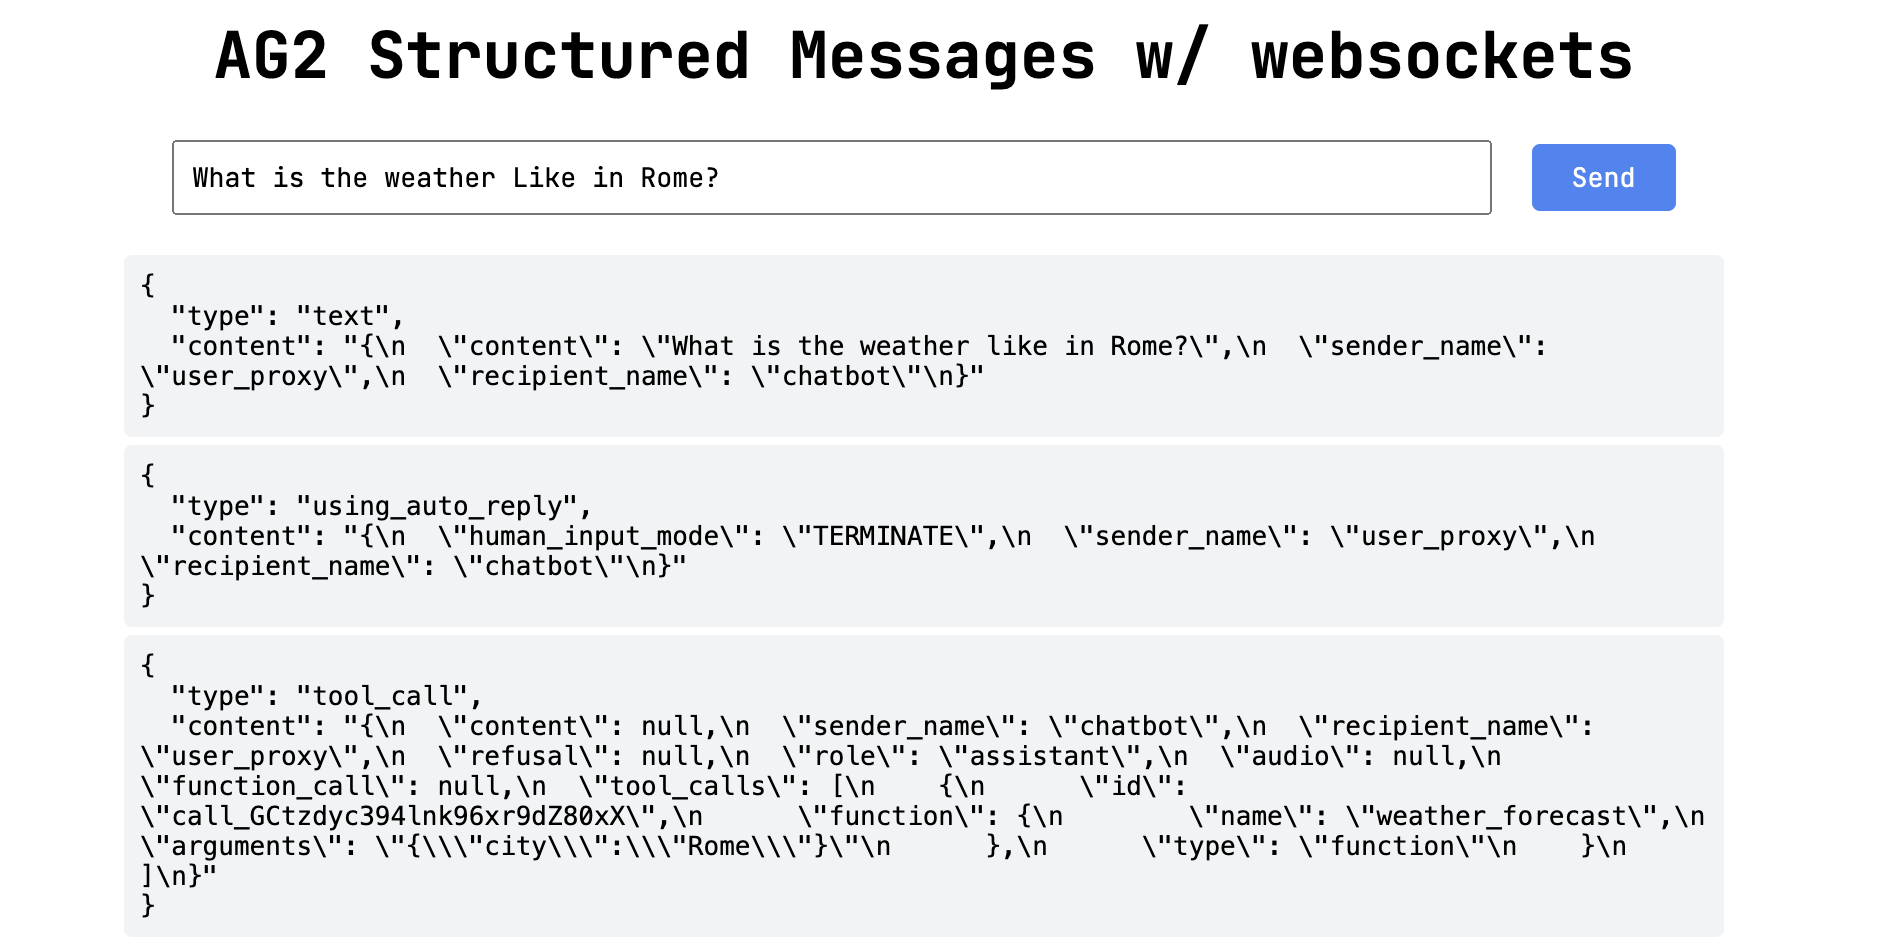 AG2 Structured Messages w/ websockets
What is the weather Like in Rome?
Send
{
  "type": "text",
  "content": "{\n  \"content\": \"What is the weather like in Rome?\",\n  \"sender_name\":
\"user_proxy\",\n  \"recipient_name\": \"chatbot\"\n}"
}
{
  "type": "using_auto_reply",
  "content": "{\n  \"human_input_mode\": \"TERMINATE\",\n  \"sender_name\": \"user_proxy\",\n
\"recipient_name\": \"chatbot\"\n}"
}
{
  "type": "tool_call",
  "content": "{\n  \"content\": null,\n  \"sender_name\": \"chatbot\",\n  \"recipient_name\":
\"user_proxy\",\n  \"refusal\": null,\n  \"role\": \"assistant\",\n  \"audio\": null,\n
\"function_call\": null,\n  \"tool_calls\": [\n    {\n      \"id\":
\"call_GCtzdyc394lnk96xr9dZ80xX\",\n      \"function\": {\n        \"name\": \"weather_forecast\",\n
\"arguments\": \"{\\\"city\\\":\\\"Rome\\\"}\"\n      },\n      \"type\": \"function\"\n    }\n
]\n}"
}